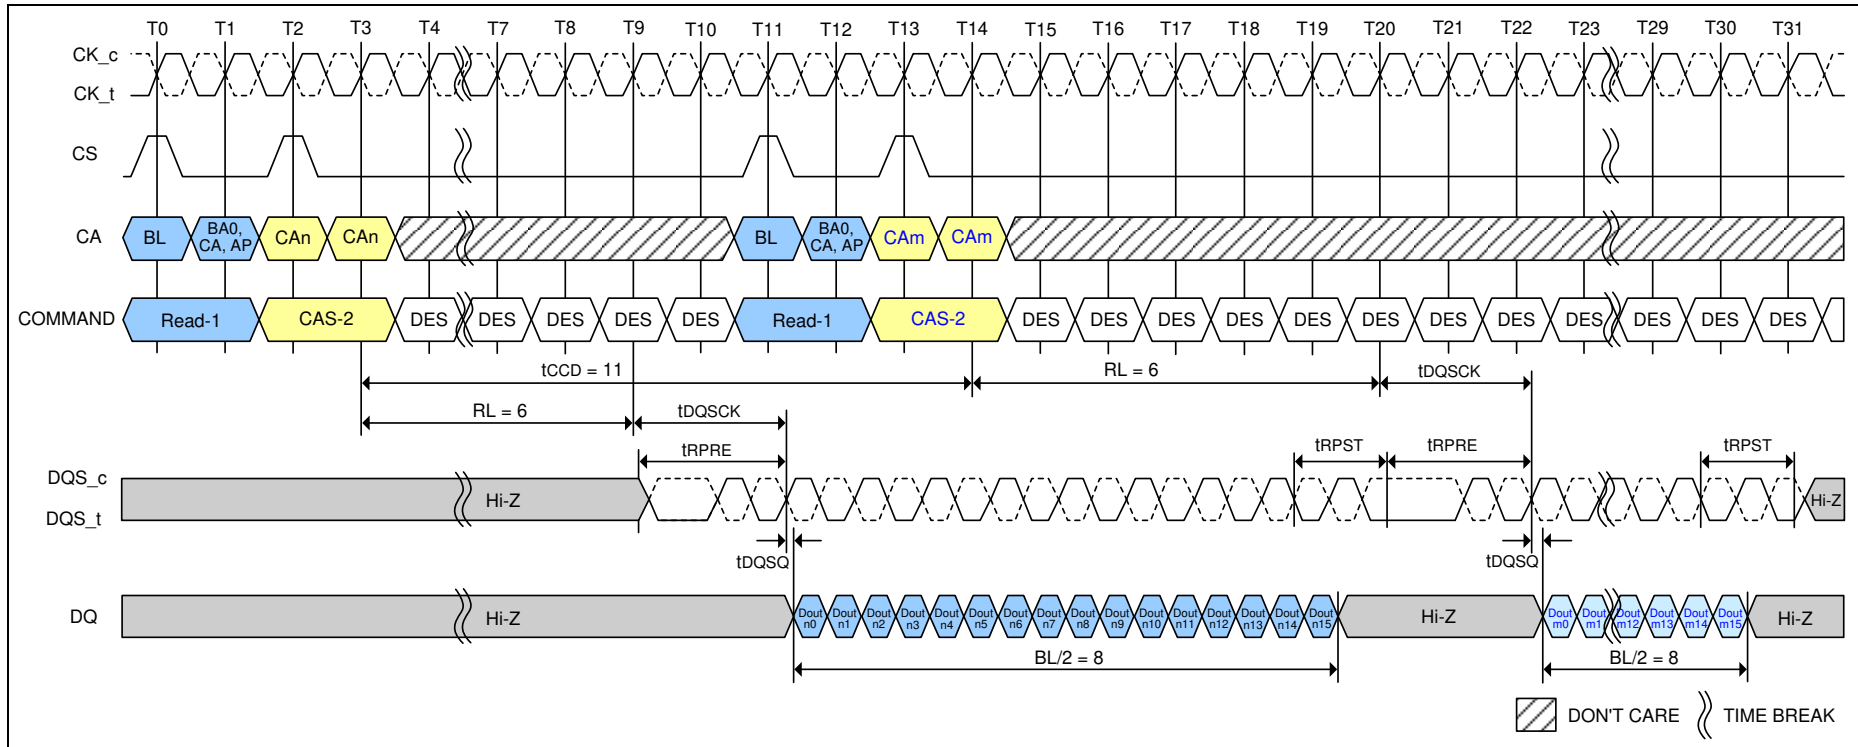 T0 T1 T2 T3 T4 T7 T8 T9 T10 T11 T12 T13 T14 T15 T16 T17 T18 T19 T20 T21 T22 T23 T29 T30 T31
CK_c
CK_t
CS
CA BL BA0, CA, AP CAn CAn BL BA0, CA, AP CAm CAm
COMMAND Read-1 CAS-2 DES DES DES DES DES Read-1 CAS-2 DES DES DES DES DES DES DES DES DES DES DES DES
tCCD = 11 RL = 6 tDQSCK
RL = 6 tDQSCK
tRPRE tRPST tRPRE tRPST
DQS_c
Hi-Z Hi-Z
DQS_t
tDQSQ tDQSQ
DQ Hi-Z Dout n0 Dout n1 Dout n2 Dout n3 Dout n4 Dout n5 Dout n6 Dout n7 Dout n8 Dout n9 Dout n10 Dout n11 Dout n12 Dout n13 Dout n14 Dout n15 Hi-Z Dout m0 Dout m1 Dout m12 Dout m13 Dout m14 Dout m15 Hi-Z
BL/2 = 8 BL/2 = 8
DON'T CARE TIME BREAK